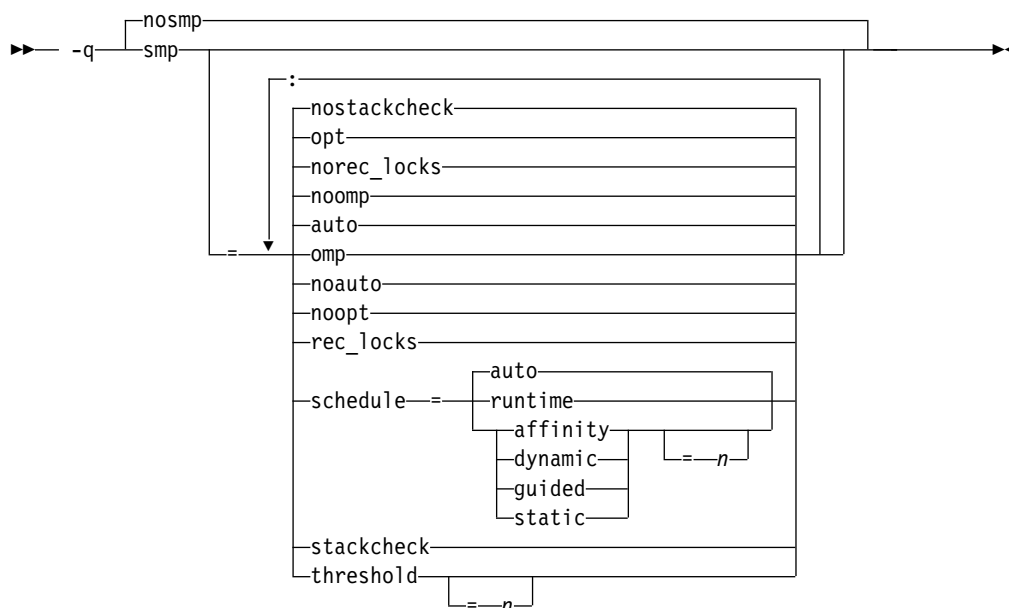 nosmp
-q smp
:
nostackcheck
opt
norec_locks
noomp
auto
= omp
noauto
noopt
rec_locks
auto
schedule = runtime
affinity
= n
dynamic
guided
static
stackcheck
threshold
= n